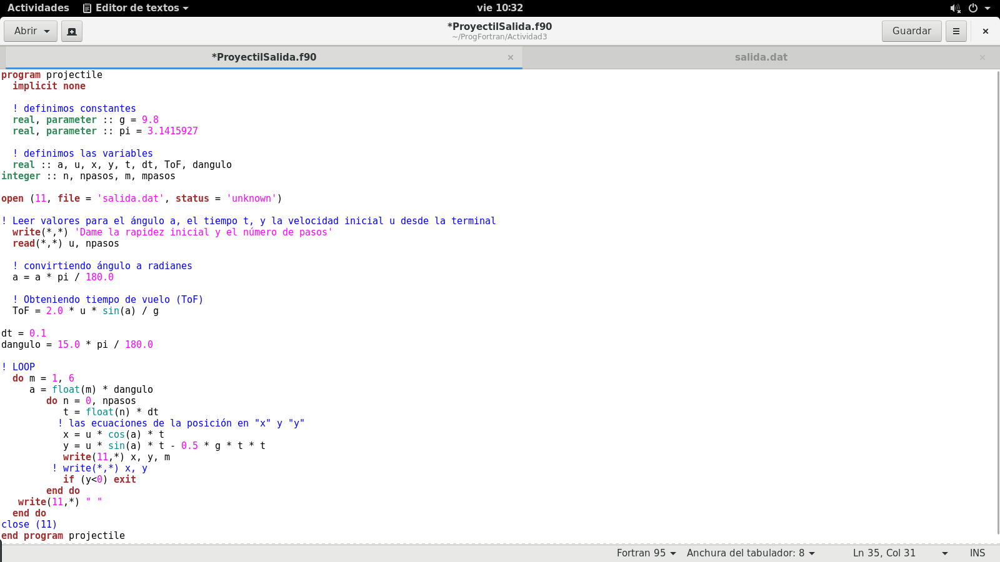 Actividades Editor de textos vie 10:32
Abrir *ProyectilSalida.f90 Guardar
~/ProgFortran/Actividad3
*ProyectilSalida.f90 × salida.dat ×
program projectile
  implicit none

  ! definimos constantes
  real, parameter :: g = 9.8
  real, parameter :: pi = 3.1415927

  ! definimos las variables
  real :: a, u, x, y, t, dt, ToF, dangulo
integer :: n, npasos, m, mpasos

open (11, file = 'salida.dat', status = 'unknown')

! Leer valores para el ángulo a, el tiempo t, y la velocidad inicial u desde la terminal
  write(*,*) 'Dame la rapidez inicial y el número de pasos'
  read(*,*) u, npasos

  ! convirtiendo ángulo a radianes
  a = a * pi / 180.0

  ! Obteniendo tiempo de vuelo (ToF)
  ToF = 2.0 * u * sin(a) / g

dt = 0.1
dangulo = 15.0 * pi / 180.0

! LOOP
  do m = 1, 6
     a = float(m) * dangulo
        do n = 0, npasos
           t = float(n) * dt
          ! las ecuaciones de la posición en "x" y "y"
           x = u * cos(a) * t
           y = u * sin(a) * t - 0.5 * g * t * t
           write(11,*) x, y, m
         ! write(*,*) x, y
           if (y<0) exit
        end do
   write(11,*) " "
  end do
close (11)
end program projectile
Fortran 95 Anchura del tabulador: 8 Ln 35, Col 31 INS